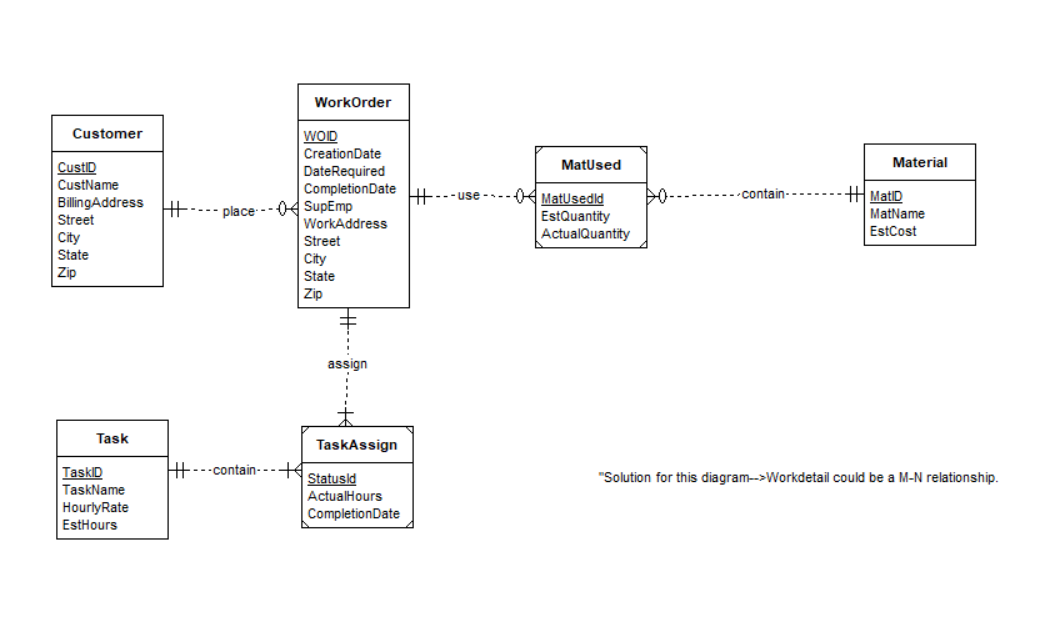 Customer
CustID
CustName
BillingAddress
Street
City
State
Zip
place
WorkOrder
WOID
CreationDate
DateRequired
CompletionDate
SupEmp
WorkAddress
Street
City
State
Zip
use
MatUsed
MatUsedId
EstQuantity
ActualQuantity
contain
Material
MatID
MatName
EstCost
assign
Task
TaskID
TaskName
HourlyRate
EstHours
contain
TaskAssign
StatusId
ActualHours
CompletionDate
"Solution for this diagram-->Workdetail could be a M-N relationship.